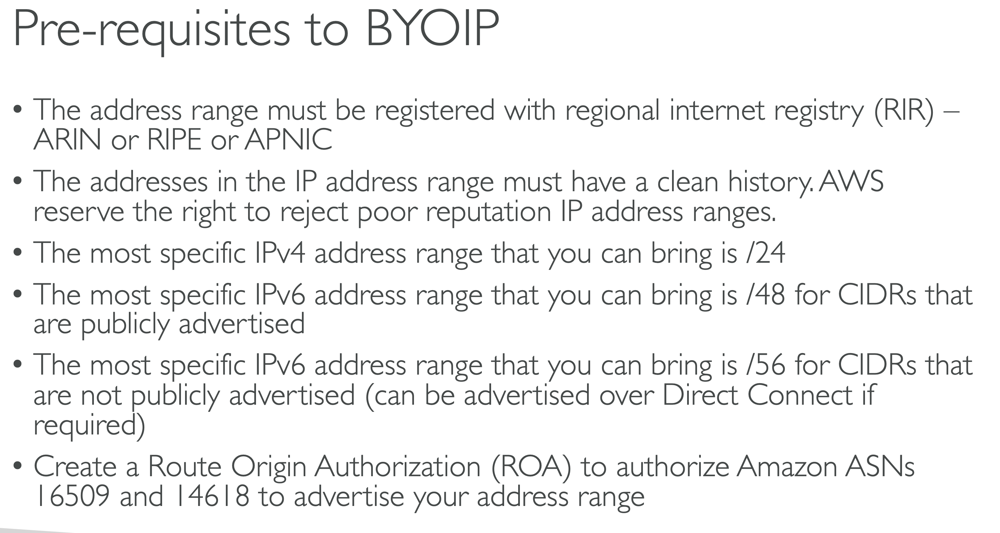 Pre-requisites to BYOIP
• The address range must be registered with regional internet registry (RIR) –
ARIN or RIPE or APNIC
• The addresses in the IP address range must have a clean history. AWS
reserve the right to reject poor reputation IP address ranges.
• The most specific IPv4 address range that you can bring is /24
• The most specific IPv6 address range that you can bring is /48 for CIDRs that
are publicly advertised
• The most specific IPv6 address range that you can bring is /56 for CIDRs that
are not publicly advertised (can be advertised over Direct Connect if
required)
• Create a Route Origin Authorization (ROA) to authorize Amazon ASNs
16509 and 14618 to advertise your address range